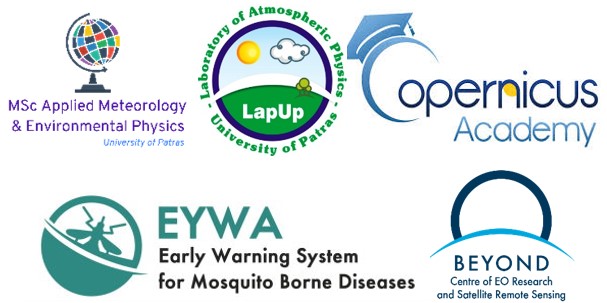 MSc Applied Meteorology
& Environmental Physics
University of Patras
Laboratory of Atmospheric Physics -
University of Patras -
LapUp
Copernicus
Academy
EYWA
Early Warning System
for Mosquito Borne Diseases
BEYOND
Centre of EO Research
and Satellite Remote Sensing